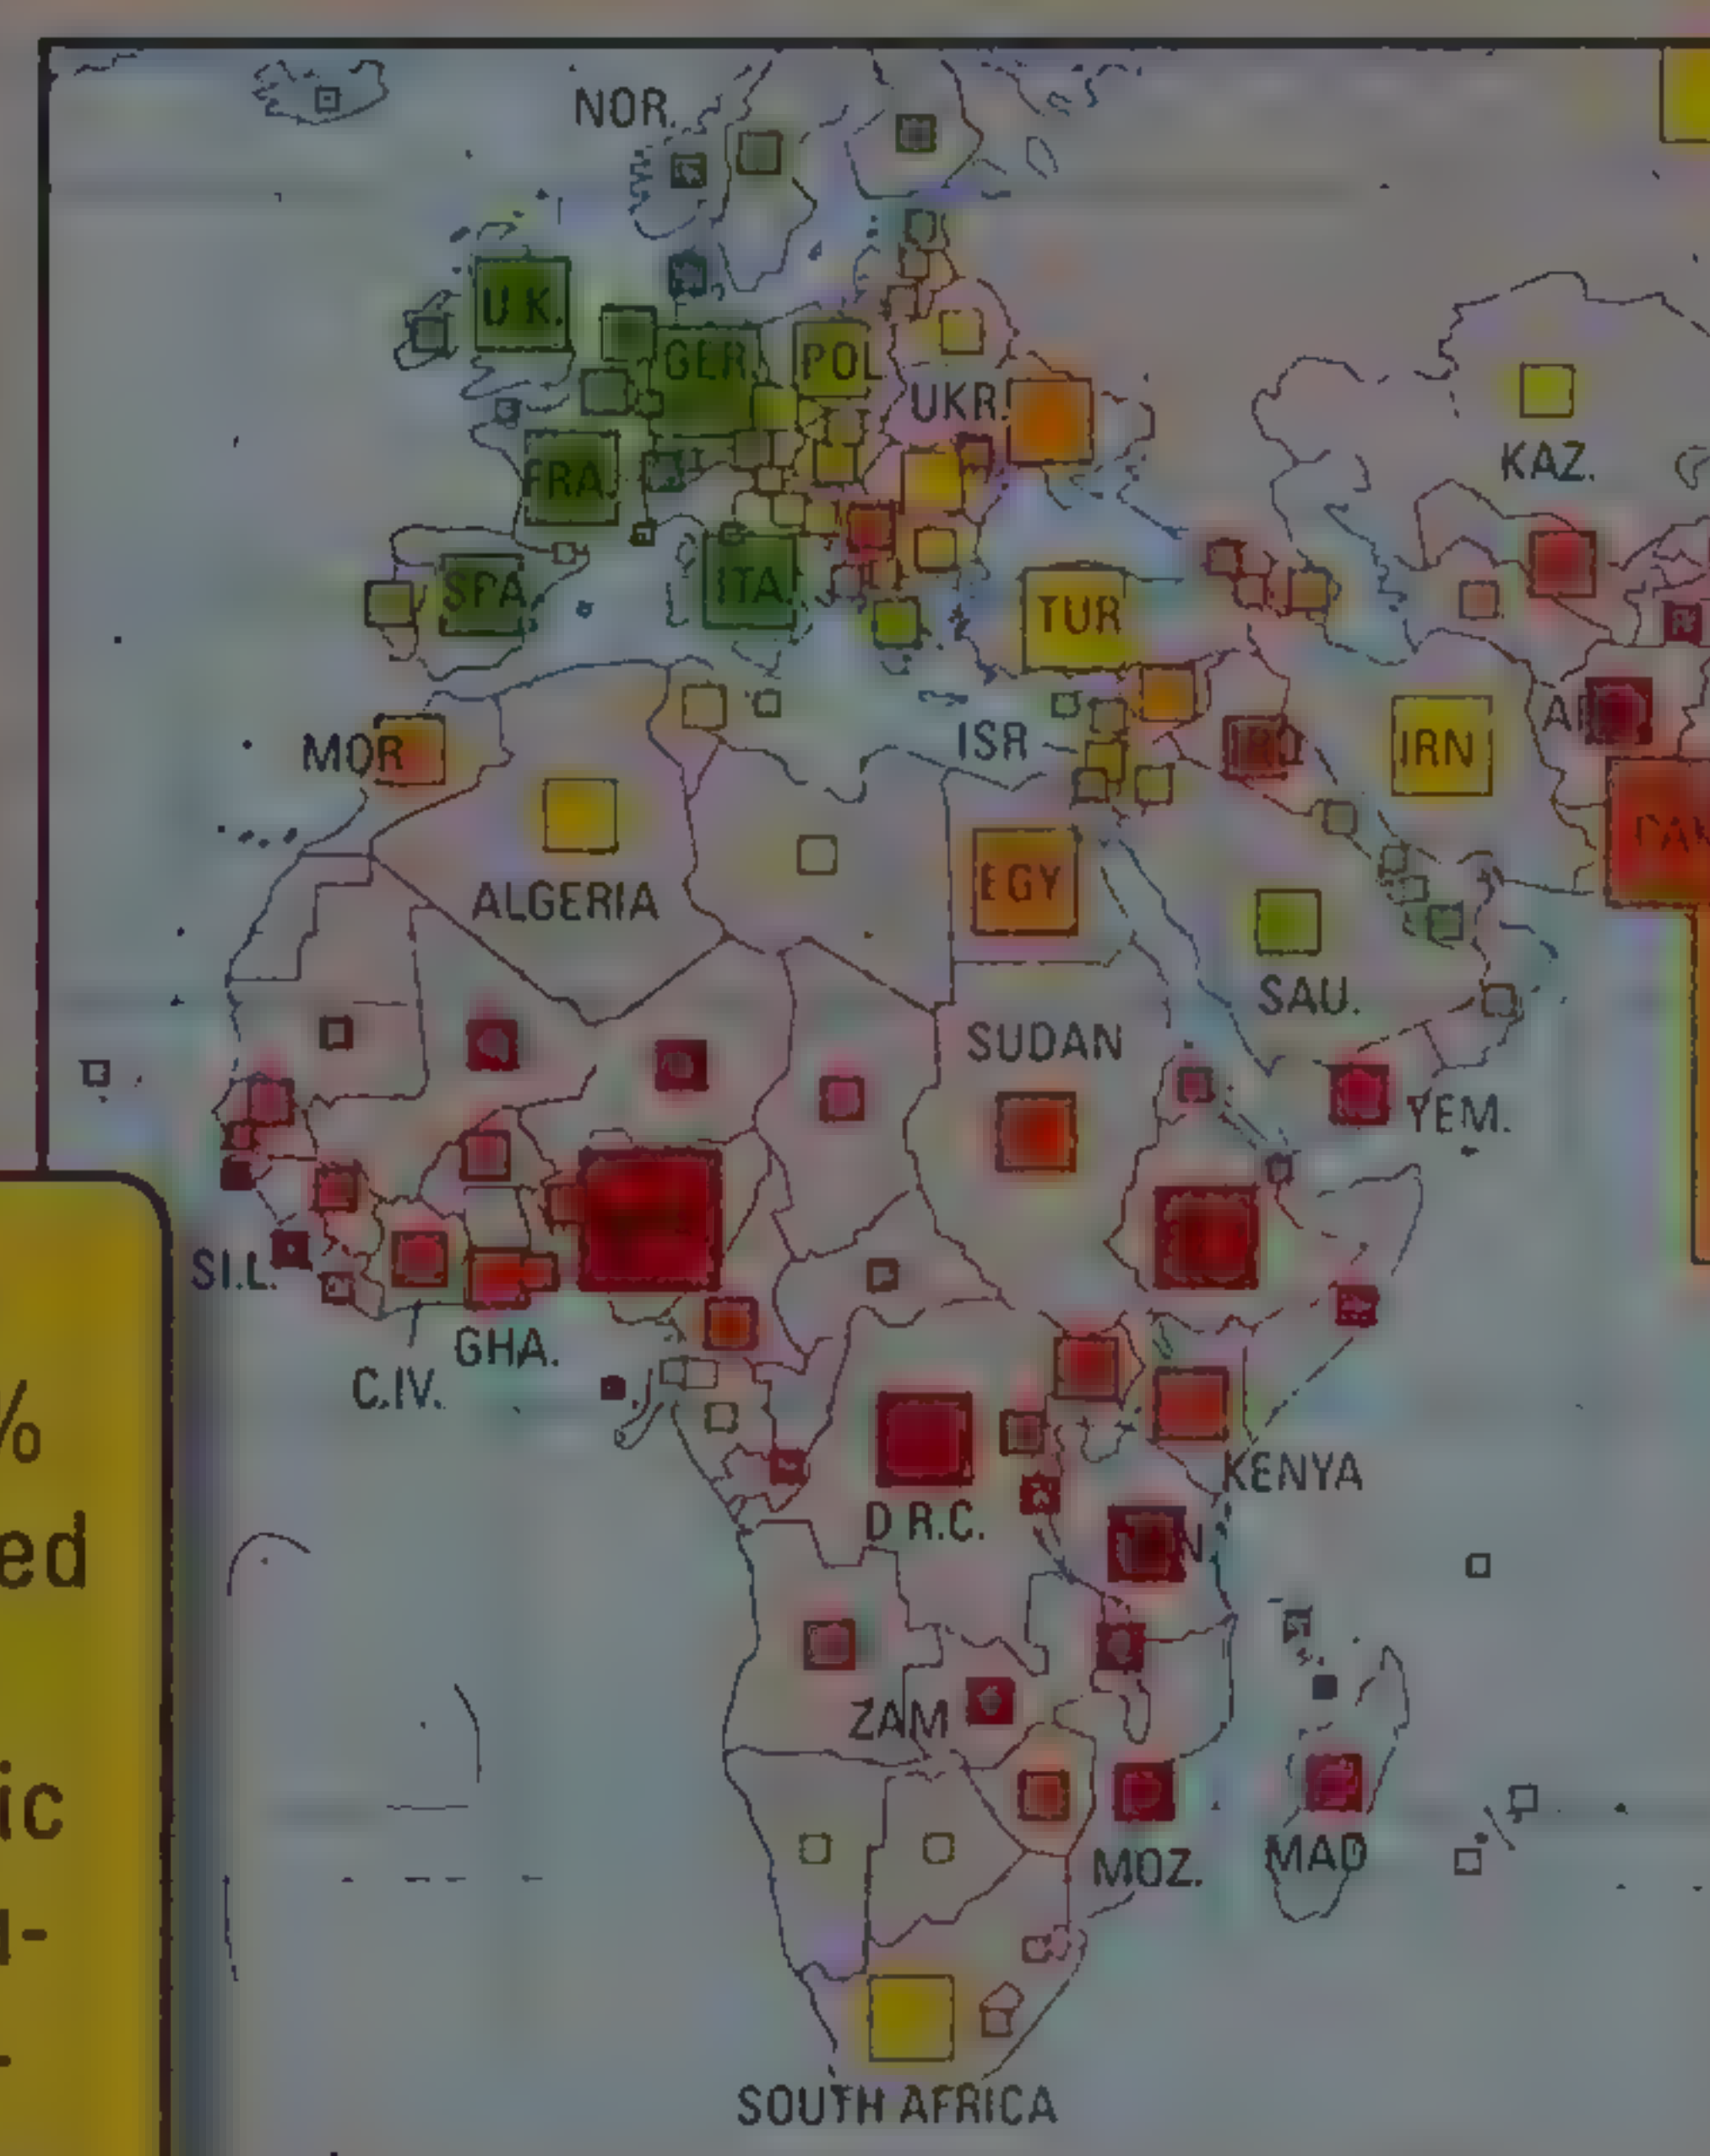 NOR.
U.K.
GER.
POL
UKR.
FRA.
KAZ.
SPA.
ITA.
TUR
MOR
ISR
IRN
ALGERIA
EGY
SAU.
SUDAN
YEM.
SI.L.
GHA.
C.IV.
%
KENYA
D.R.C.
ed
ZAM
ic
MOZ.
MAD
SOUTH AFRICA